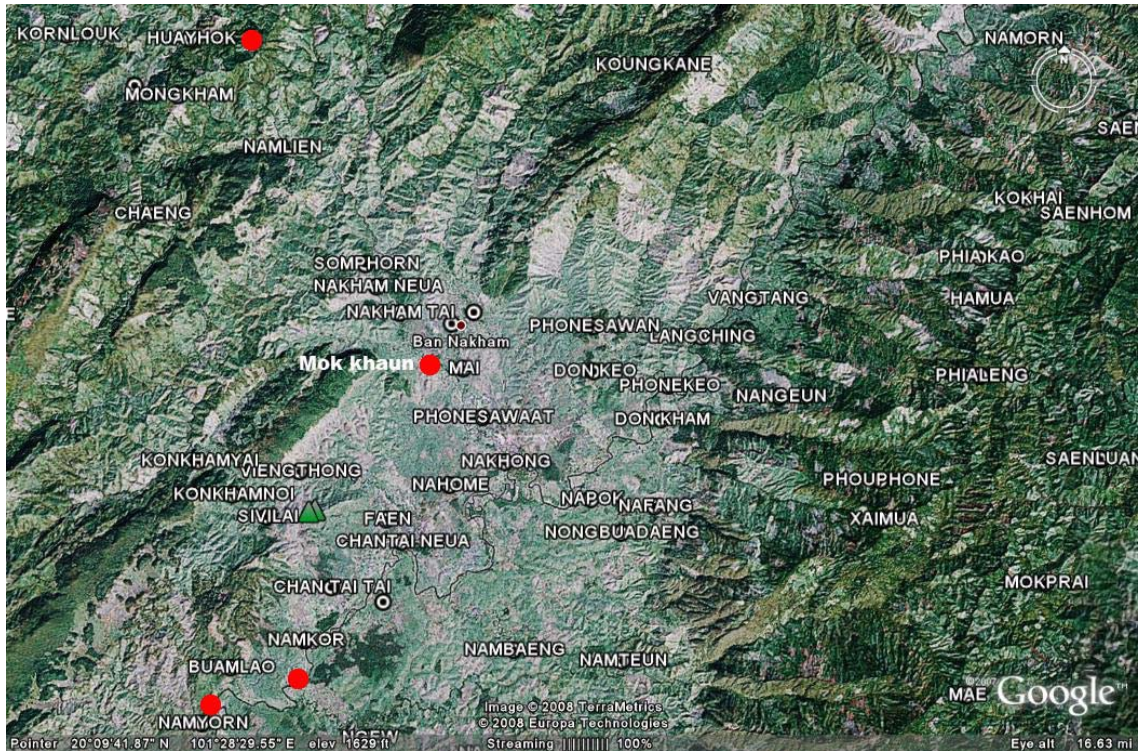 KORNLOUK
HUAYHOK
NAMORN
KOUNGKANE
MONGKHAM
N
SAE
NAMLIEN
KOKHAI
CHAENG
SAENHOM
PHIAKAO
SOMPHORN
NAKHAM NEUA
VANGTANG
HAMUA
E
NAKHAM TAI
PHONESAWAN
LANGCHING
Ban Nakham
Mok khaun
MAI
DONKEO
PHIALENG
PHONEKEO
NANGEUN
PHONESAWAAT
DONKHAM
KONKHAMYAI
NAKHONG
SAENLUAN
VIENGTHONG
PHOUPHONE
NAHOME
KONKHAMNOI
NAPOK
NAFANG
SIVILAI
FAEN
XAIMUA
CHANTAI NEUA
NONGBUADAENG
MOKPRAI
CHANTAI TAI
NAMKOR
NAMBAENG
NAMTEUN
BUAMLAO
MAE
Google™
Image © 2008 TerraMetrics
© 2008 Europa Technologies
NAMYORN
NGEW
Pointer 20°09'41.87" N 101°28'29.55" E elev 1629 ft Streaming |||||||||| 100% Eye alt 16.63 mi